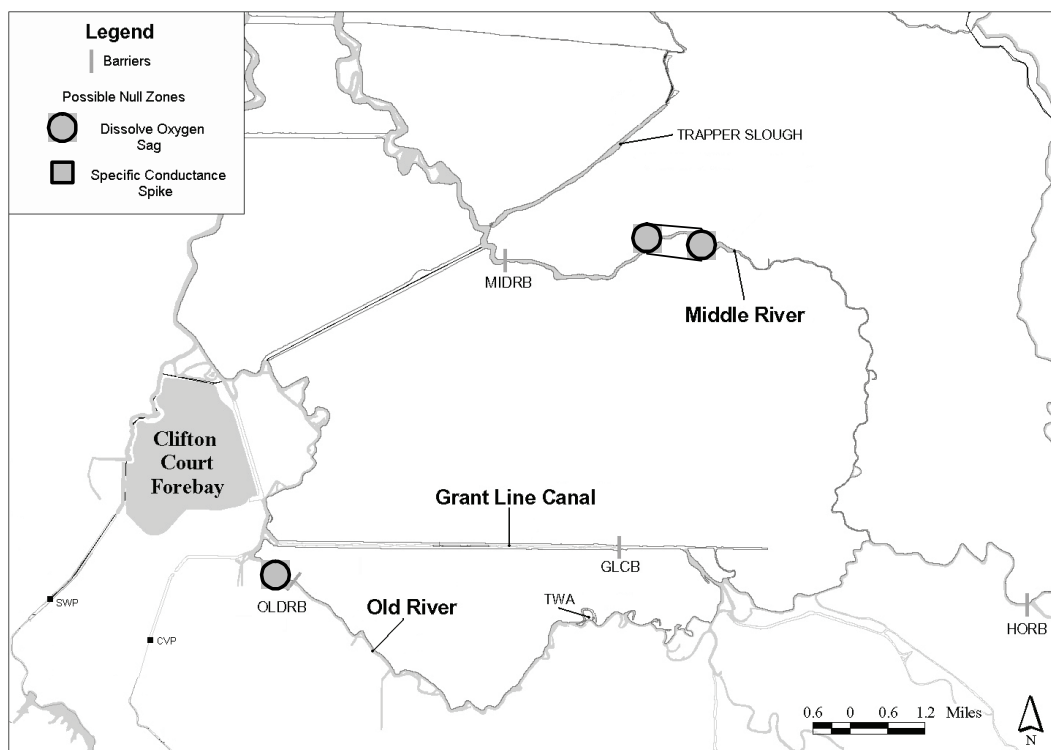 Legend
Barriers
Possible Null Zones
Dissolve Oxygen
Sag
Specific Conductance
Spike
TRAPPER SLOUGH
MIDRB
Middle River
Clifton
Court
Forebay
Grant Line Canal
GLCB
OLDRB
Old River
TWA
SWP
CVP
HORB
0.6 0 0.6 1.2 Miles
N